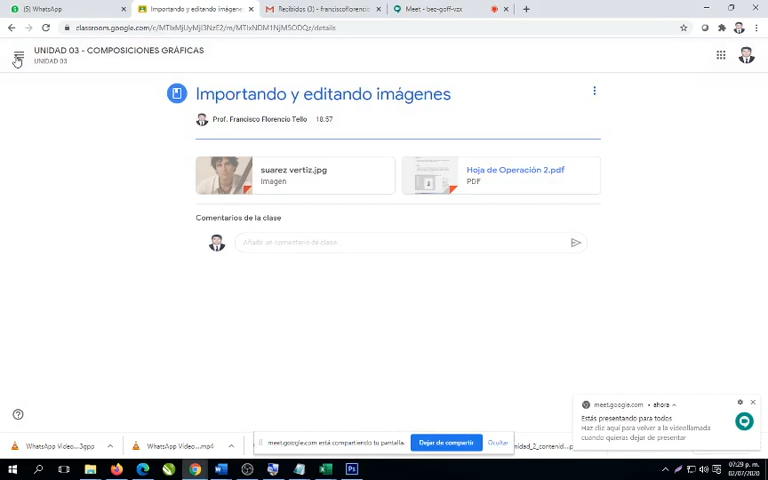 (5) WhatsApp
Importando y editando imágene
Recibidos (3) - franciscoflorenci
Meet - bez-goff-vzx
classroom.google.com/c/MTIxMjUyMjI3NzE2/m/MTIxNDM1NjM5ODQz/details
UNIDAD 03 - COMPOSICIONES GRÁFICAS
UNIDAD 03
Importando y editando imágenes
Prof. Francisco Florencio Tello 18:57
suarez vertiz.jpg
Imagen
Hoja de Operación 2.pdf
PDF
Comentarios de la clase
Añadir un comentario de clase
meet.google.com • ahora
Estás presentando para todos
Haz clic aquí para volver a la videollamada
cuando quieras dejar de presentar
WhatsApp Video...3gpp
WhatsApp Video...mp4
meet.google.com está compartiendo tu pantalla.
Dejar de compartir
Ocultar
07:29 p. m.
02/07/2020